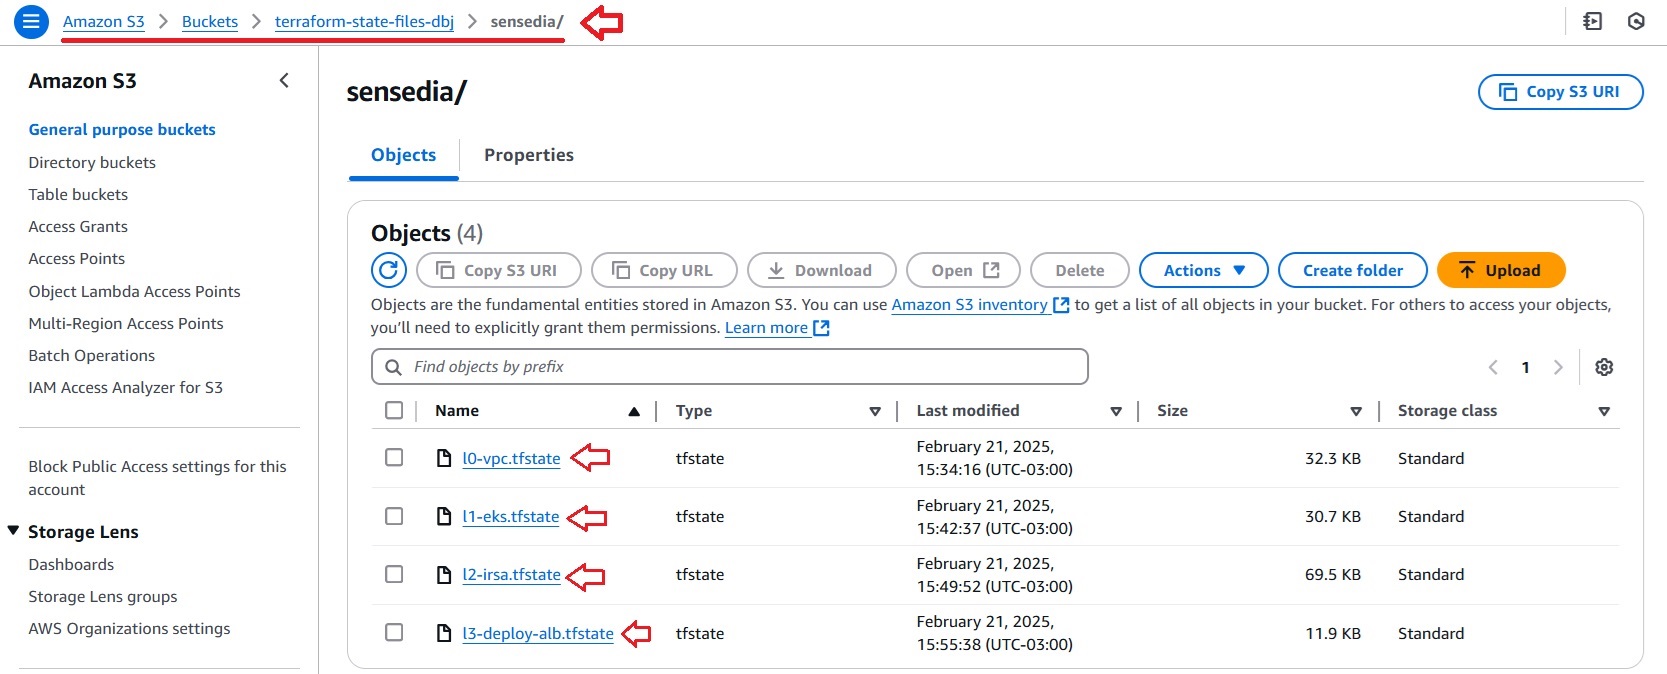 Amazon S3 > Buckets > terraform-state-files-dbj > sensedia/
Amazon S3
General purpose buckets
Directory buckets
Table buckets
Access Grants
Access Points
Object Lambda Access Points
Multi-Region Access Points
Batch Operations
IAM Access Analyzer for S3
Block Public Access settings for this
account
Storage Lens
Dashboards
Storage Lens groups
AWS Organizations settings
sensedia/
Copy S3 URI
Objects Properties
Objects (4)
Copy S3 URI Copy URL Download Open Delete Actions Create folder Upload
Objects are the fundamental entities stored in Amazon S3. You can use Amazon S3 inventory to get a list of all objects in your bucket. For others to access your objects,
you'll need to explicitly grant them permissions. Learn more
Find objects by prefix
1
Name Type Last modified Size Storage class
l0-vpc.tfstate tfstate February 21, 2025, 32.3 KB Standard
15:34:16 (UTC-03:00)
l1-eks.tfstate tfstate February 21, 2025, 30.7 KB Standard
15:42:37 (UTC-03:00)
l2-irsa.tfstate tfstate February 21, 2025, 69.5 KB Standard
15:49:52 (UTC-03:00)
l3-deploy-alb.tfstate tfstate February 21, 2025, 11.9 KB Standard
15:55:38 (UTC-03:00)